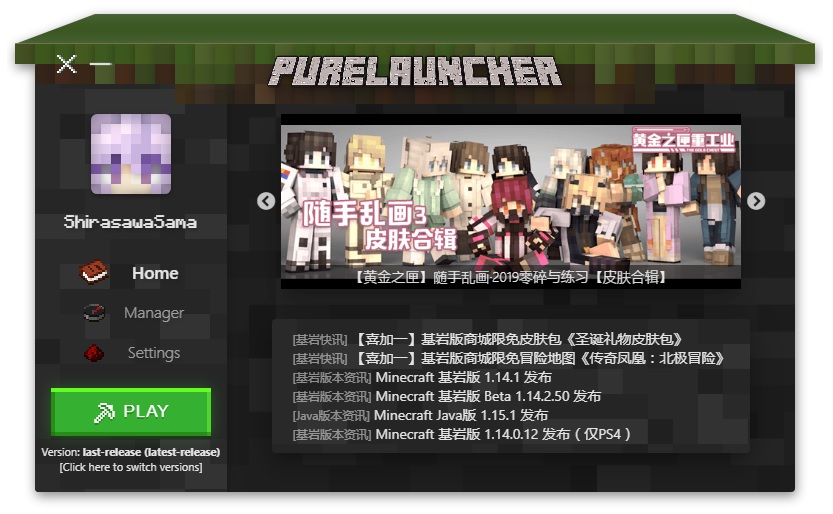 PURELAUNCHER
ShirasawaSama
Home
Manager
Settings
PLAY
Version: last-release (latest-release)
[Click here to switch versions]
黄金之匣重工业
随手乱画3
皮肤合辑
【黄金之匣】随手乱画·2019零碎与练习【皮肤合辑】
[基岩快讯] 【喜加一】基岩版商城限免皮肤包《圣诞礼物皮肤包》
[基岩快讯] 【喜加一】基岩版商城限免冒险地图《传奇凤凰：北极冒险》
[基岩版本资讯] Minecraft 基岩版 1.14.1 发布
[基岩版本资讯] Minecraft 基岩版 Beta 1.14.2.50 发布
[Java版本资讯] Minecraft Java版 1.15.1 发布
[基岩版本资讯] Minecraft 基岩版 1.14.0.12 发布（仅PS4）